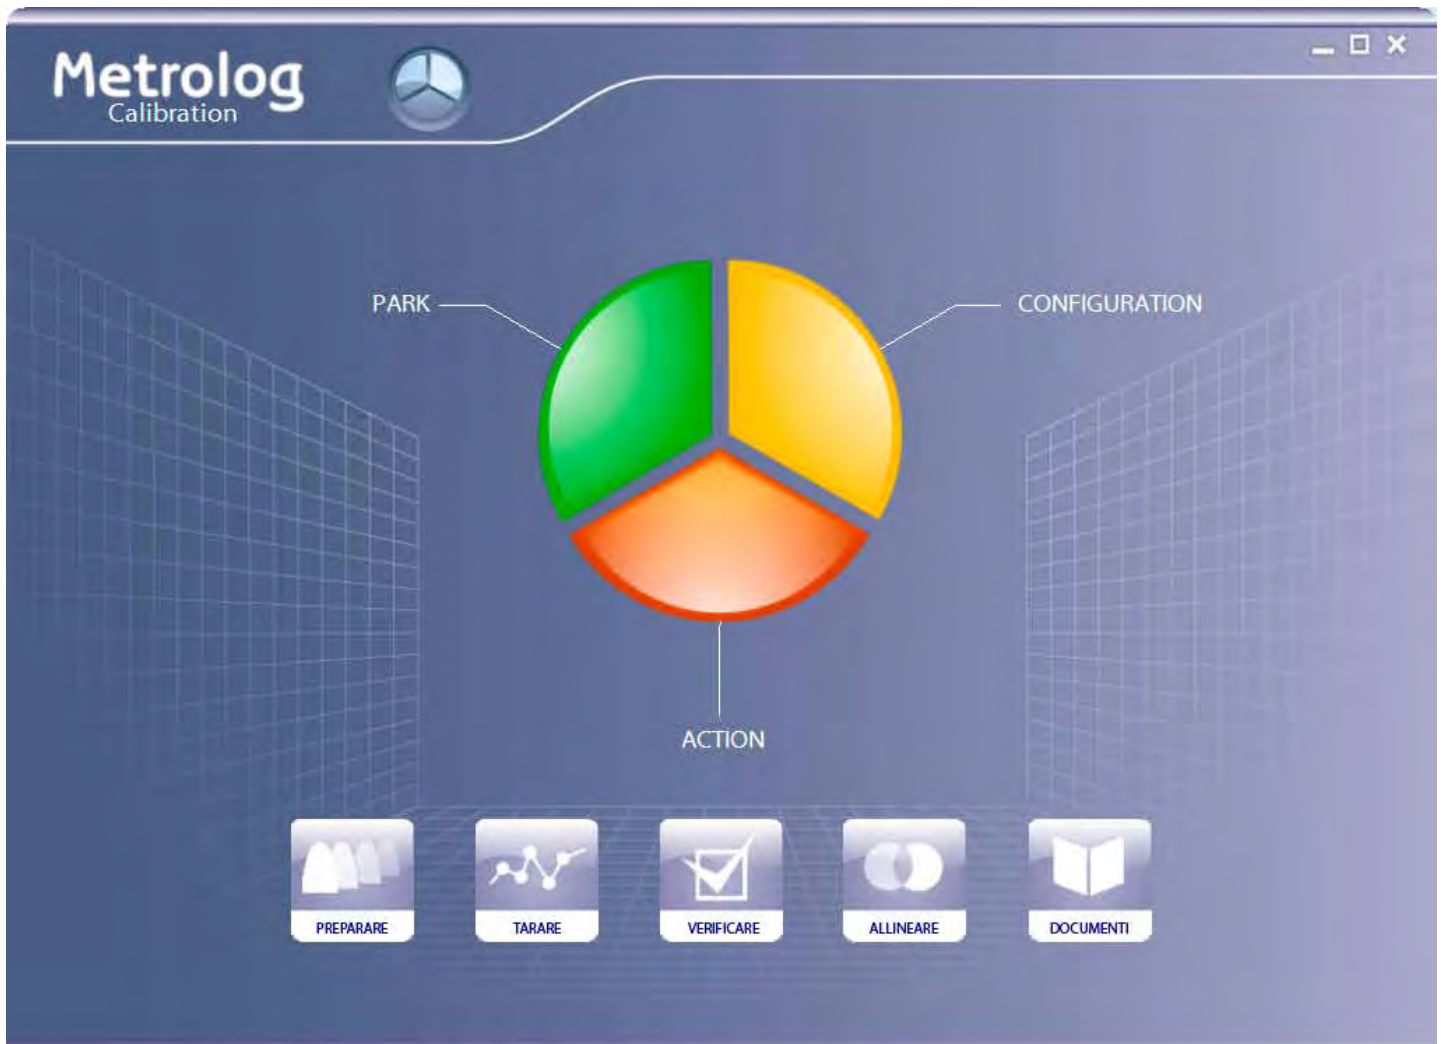 Metrolog
Calibration
PARK
CONFIGURATION
ACTION
PREPARARE
TARARE
VERIFICARE
ALLINEARE
DOCUMENTI